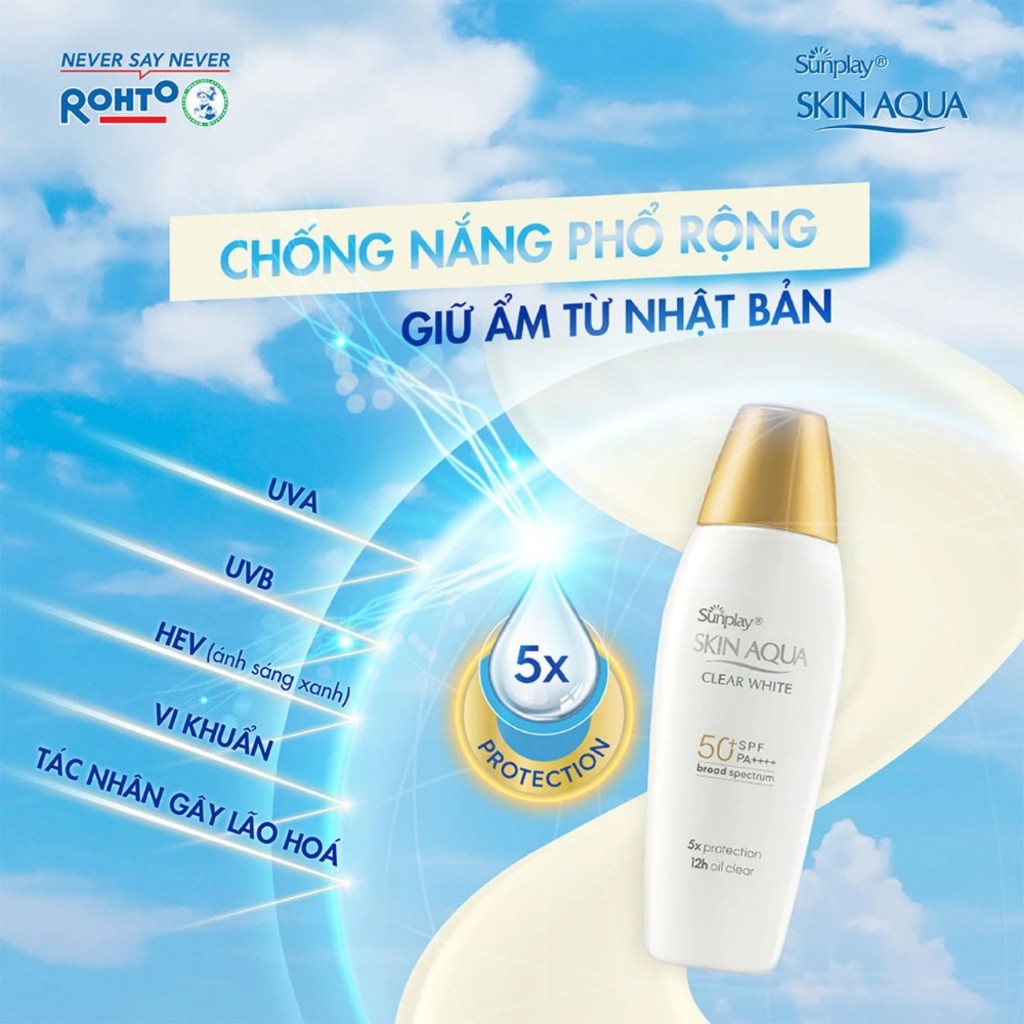 NEVER SAY NEVER
ROHTO
Sunplay®
SKIN AQUA
CHỐNG NẮNG PHỔ RỘNG
GIỮ ẨM TỪ NHẬT BẢN
UVA
UVB
HEV (ánh sáng xanh)
VI KHUẨN
TÁC NHÂN GÂY LÃO HOÁ
5x
PROTECTION
Sunplay®
SKIN AQUA
CLEAR WHITE
50+ SPF
PA++++
broad spectrum
5x protection
12h oil clear